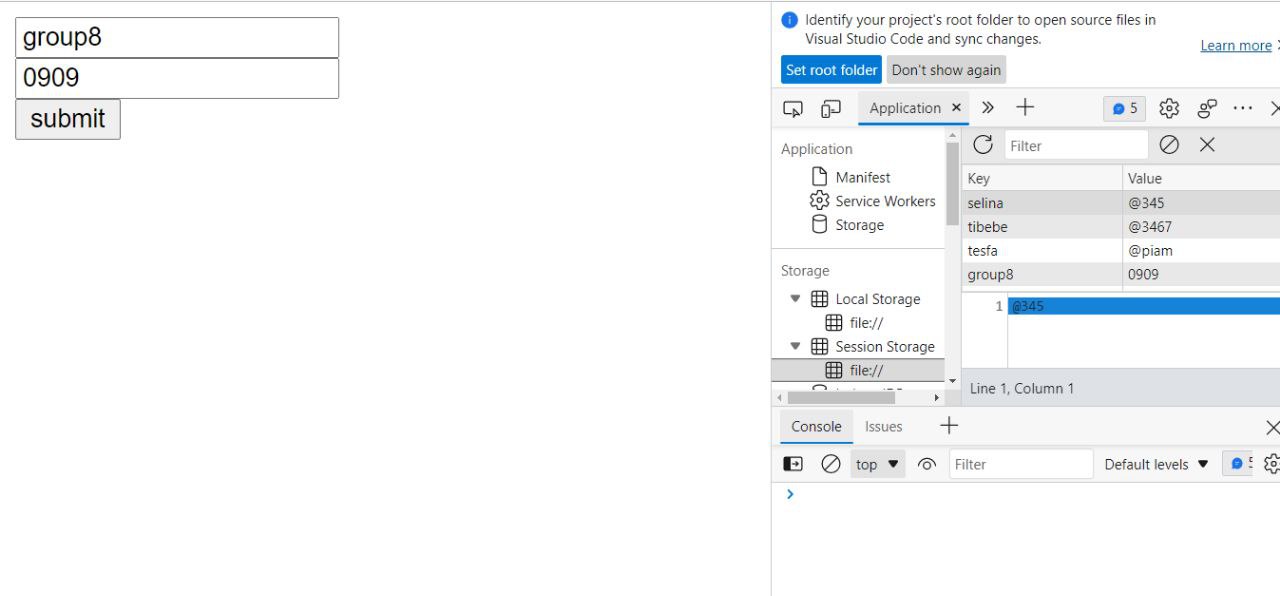 group8
0909
submit
Identify your project's root folder to open source files in
Visual Studio Code and sync changes.
Learn more
Set root folder
Don't show again
Application
5
Application
Manifest
Service Workers
Storage
Storage
Local Storage
file://
Session Storage
file://
Filter
Key Value
selina @345
tibebe @3467
tesfa @piam
group8 0909
1 @345
Line 1, Column 1
Console Issues
top Filter Default levels